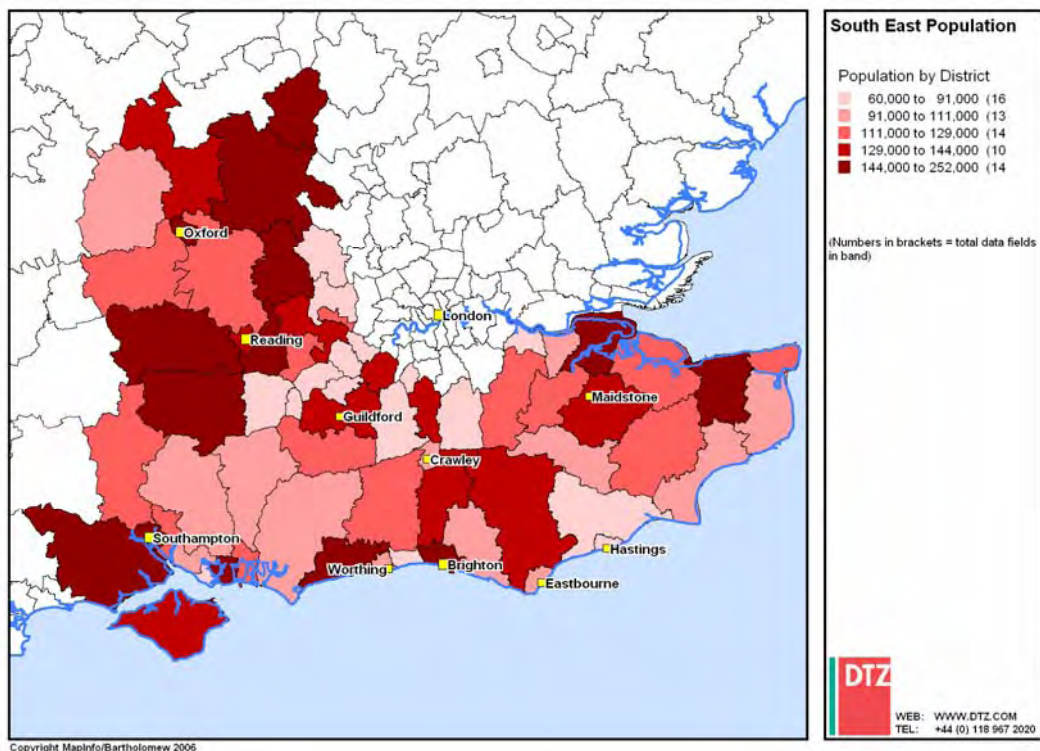 South East Population
Population by District
60,000 to 91,000 (16
91,000 to 111,000 (13
111,000 to 129,000 (14
129,000 to 144,000 (10
144,000 to 252,000 (14
(Numbers in brackets = total data fields
in band)
Oxford
London
Reading
Maidstone
Guildford
Crawley
Southampton
Hastings
Worthing
Brighton
Eastbourne
DTZ
WEB: WWW.DTZ.COM
TEL: +44 (0) 118 967 2020
Copyright MapInfo/Bartholomew 2006